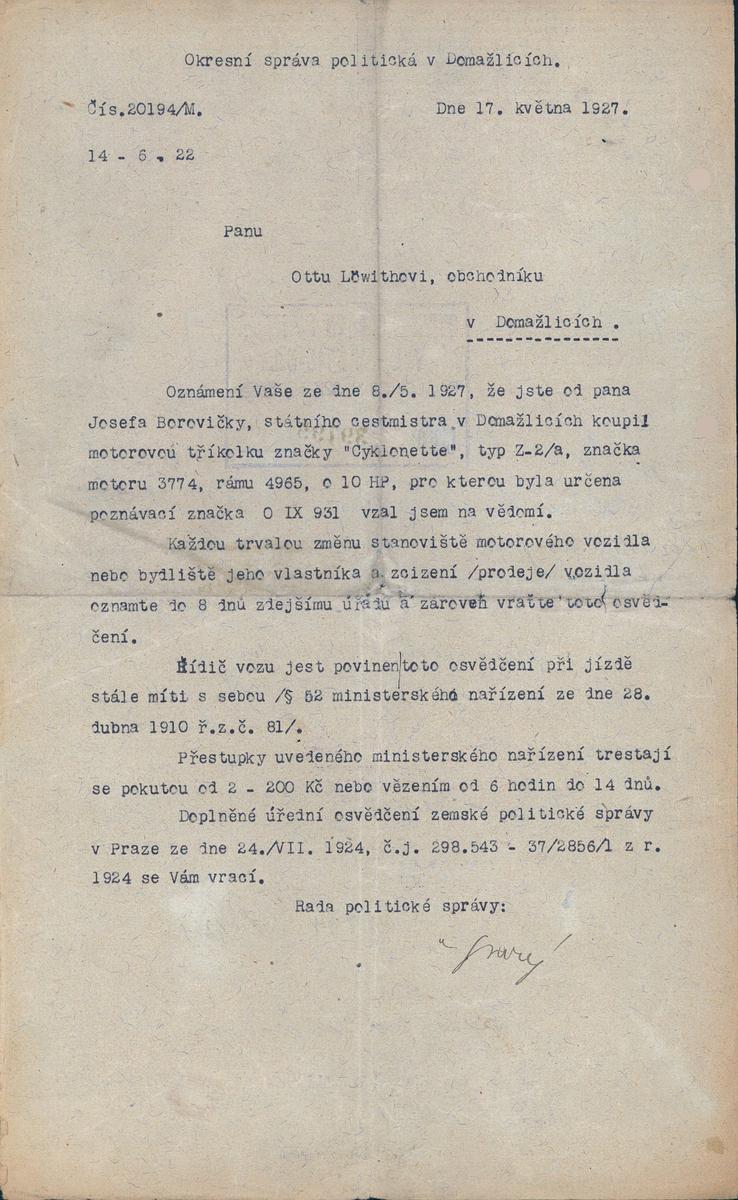 Okresní správa politická v Domažlicích.
Čís.20194/M. Dne 17. května 1927.
14 - 6 . 22
Panu
Ottu Löwithovi, obchodníku
v Domažlicích .
Oznámení Vaše ze dne 8./5. 1927, že jste od pana
Josefa Borovičky, státního cestmistra v Domažlicích koupil
motorovou tříkolku značky "Cyklonette", typ Z-2/a, značka
motoru 3774, rámu 4965, o 10 HP, pro kterou byla určena
poznávací značka O IX 931 vzal jsem na vědomí.
Každou trvalou změnu stanoviště motorového vozidla
nebo bydliště jeho vlastníka a zcizení /prodeje/ vozidla
oznamte do 8 dnů zdejšímu úřadu a zároveň vraťte toto osvěd-
čení.
Řídič vozu jest povinen toto osvědčení při jízdě
stále míti s sebou /§ 52 ministerského nařízení ze dne 28.
dubna 1910 ř.z.č. 81/.
Přestupky uvedeného ministerského nařízení trestají
se pokutou od 2 - 200 Kč nebo vězením od 6 hodin do 14 dnů.
Doplněné úřední osvědčení zemské politické správy
v Praze ze dne 24./VII. 1924, č.j. 298.543 - 37/2856/1 z r.
1924 se Vám vrací.
Rada politické správy: